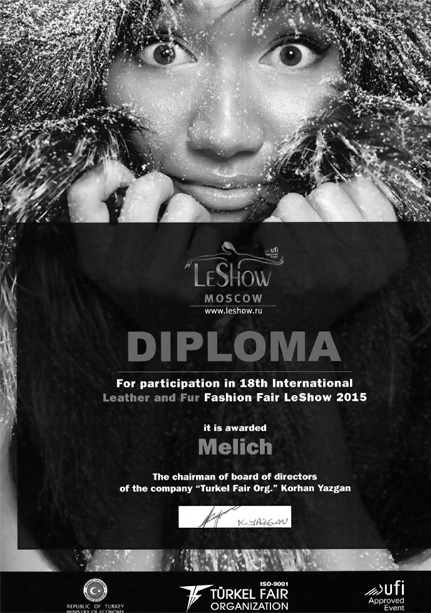 ufi
Approved
Event
LESHOW
MOSCOW
www.leshow.ru
DIPLOMA
For participation in 18th International
Leather and Fur Fashion Fair LeShow 2015
it is awarded
Melich
The chairman of board of directors
of the company "Turkel Fair Org." Korhan Yazgan
K. YAZGAN
REPUBLIC OF TURKEY
MINISTRY OF ECONOMY
ISO-9001
TÜRKEL FAIR
ORGANIZATION
ufi
Approved
Event